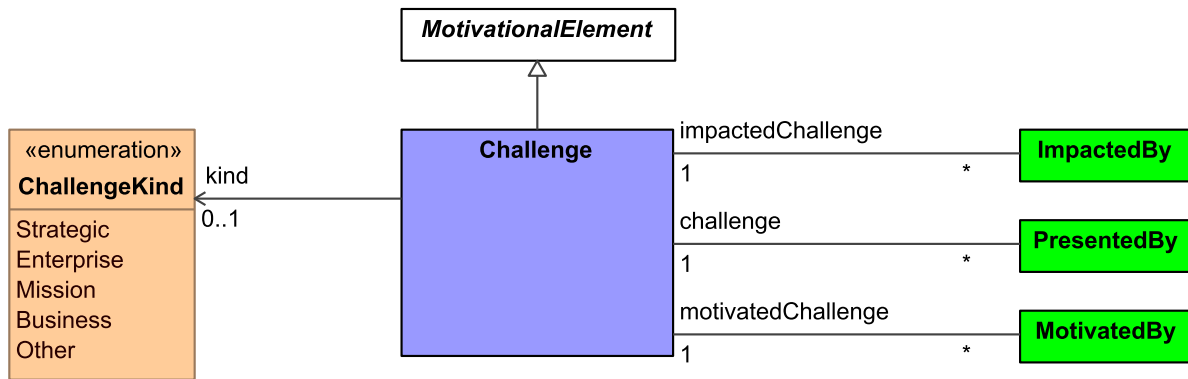 MotivationalElement
«enumeration»
ChallengeKind
Strategic
Enterprise
Mission
Business
Other
kind
0..1
Challenge
impactedChallenge
1
*
ImpactedBy
challenge
1
*
PresentedBy
motivatedChallenge
1
*
MotivatedBy